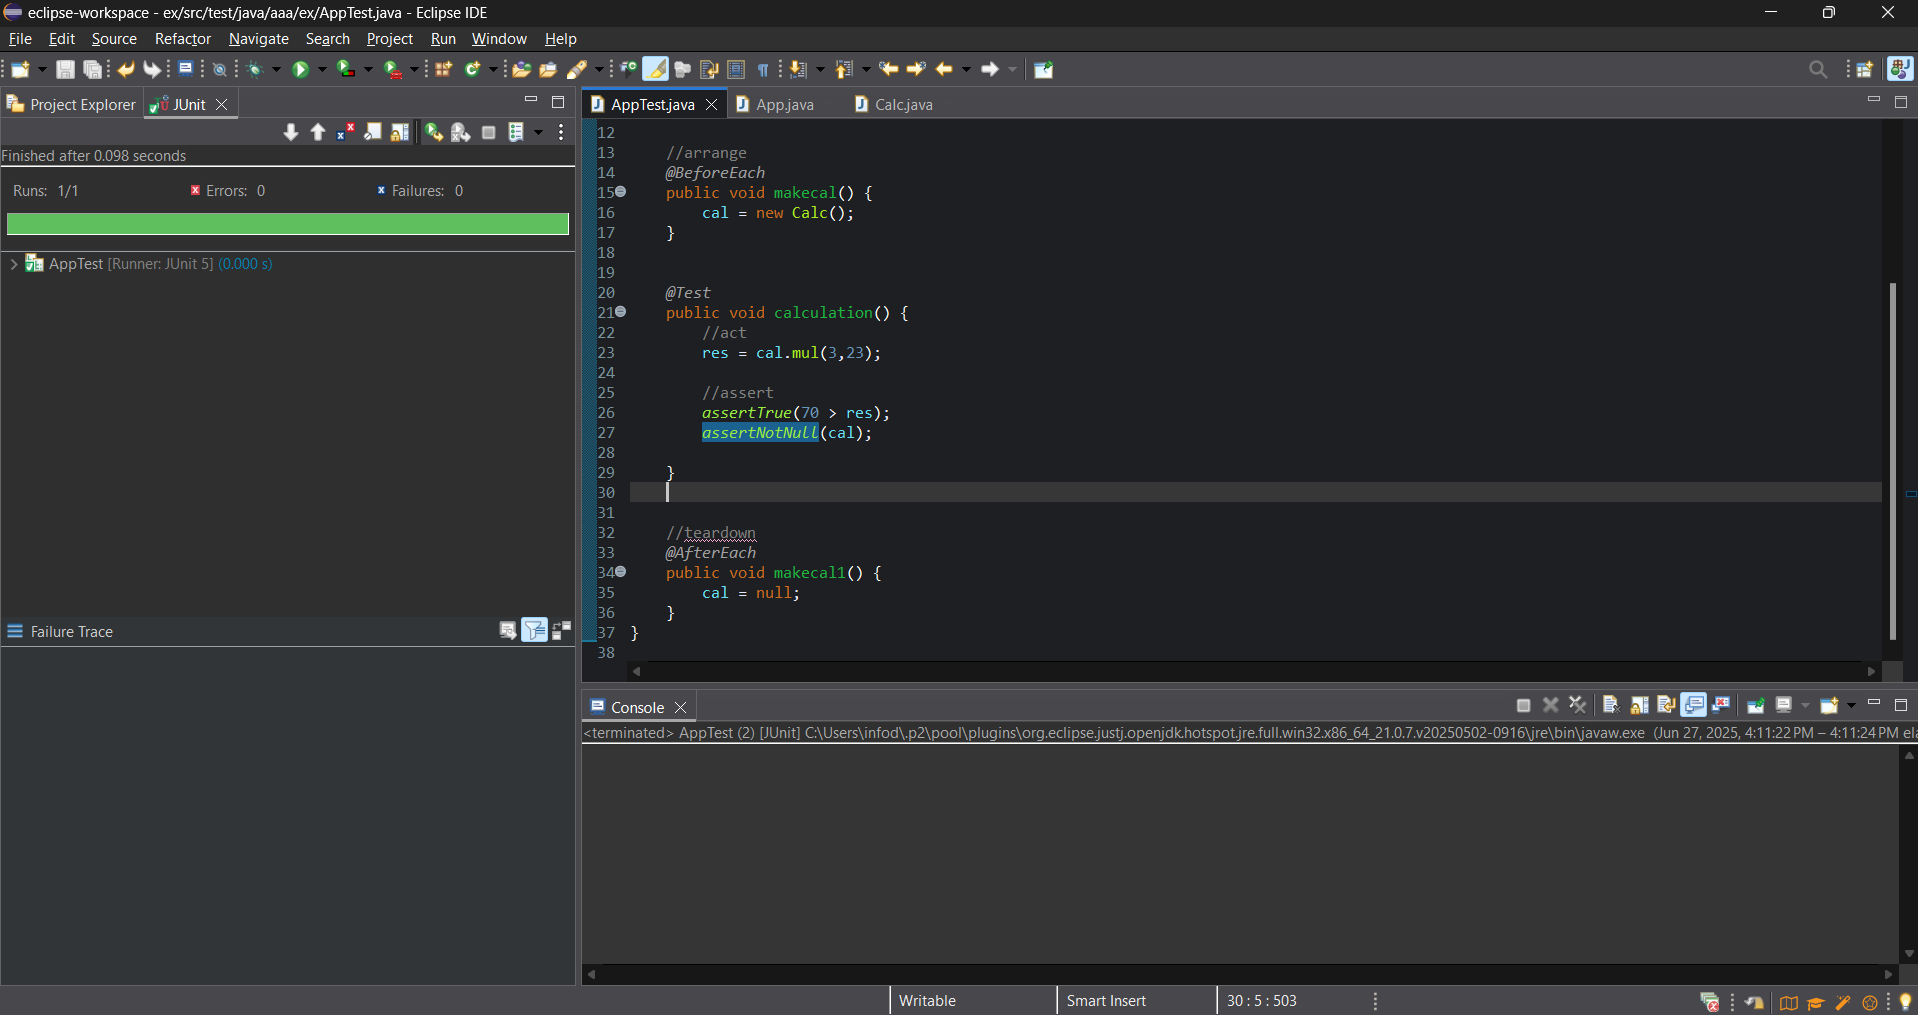 eclipse-workspace - ex/src/test/java/aaa/ex/AppTest.java - Eclipse IDE
File Edit Source Refactor Navigate Search Project Run Window Help
Project Explorer JUnit
Finished after 0.098 seconds
Runs: 1/1 Errors: 0 Failures: 0
AppTest [Runner: JUnit 5] (0.000 s)
Failure Trace
AppTest.java App.java Calc.java
12
13 //arrange
14 @BeforeEach
15 public void makecal() {
16 cal = new Calc();
17 }
18
19
20 @Test
21 public void calculation() {
22 //act
23 res = cal.mul(3,23);
24
25 //assert
26 assertTrue(70 > res);
27 assertNotNull(cal);
28
29 }
30
31
32 //teardown
33 @AfterEach
34 public void makecal1() {
35 cal = null;
36 }
37 }
38
Console
<terminated> AppTest (2) [JUnit] C:\Users\infod\.p2\pool\plugins\org.eclipse.justj.openjdk.hotspot.jre.full.win32.x86_64_21.0.7.v20250502-0916\jre\bin\javaw.exe (Jun 27, 2025, 4:11:22 PM – 4:11:24 PM ela
Writable Smart Insert 30 : 5 : 503